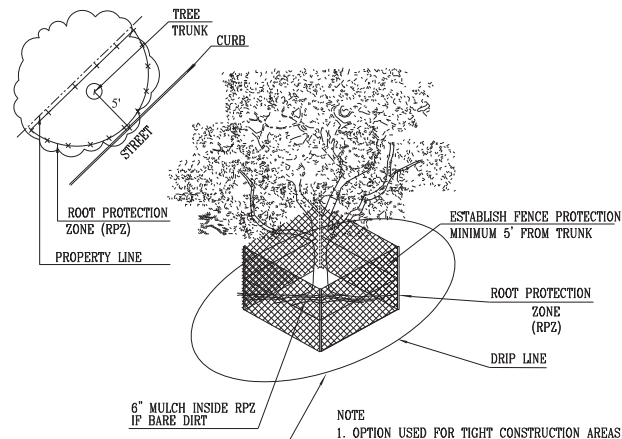 TREE
TRUNK
CURB
5'
STREET
ROOT PROTECTION
ZONE (RPZ)
PROPERTY LINE
ESTABLISH FENCE PROTECTION
MINIMUM 5' FROM TRUNK
ROOT PROTECTION
ZONE
(RPZ)
DRIP LINE
6" MULCH INSIDE RPZ
IF BARE DIRT
NOTE
1. OPTION USED FOR TIGHT CONSTRUCTION AREAS